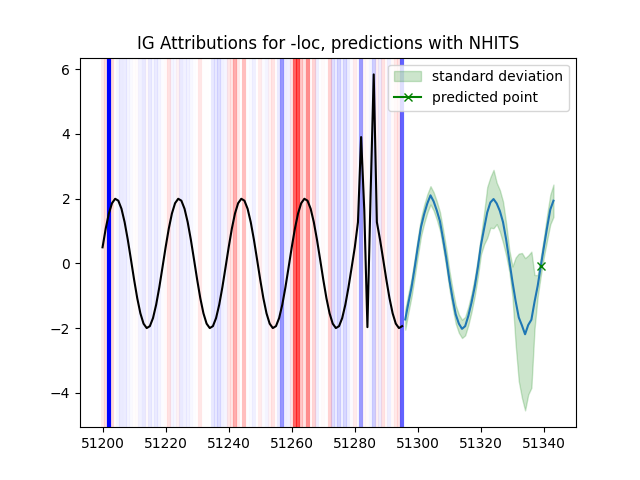 IG Attributions for -loc, predictions with NHITS
6
4
2
0
−2
−4
standard deviation
predicted point
51200 51220 51240 51260 51280 51300 51320 51340